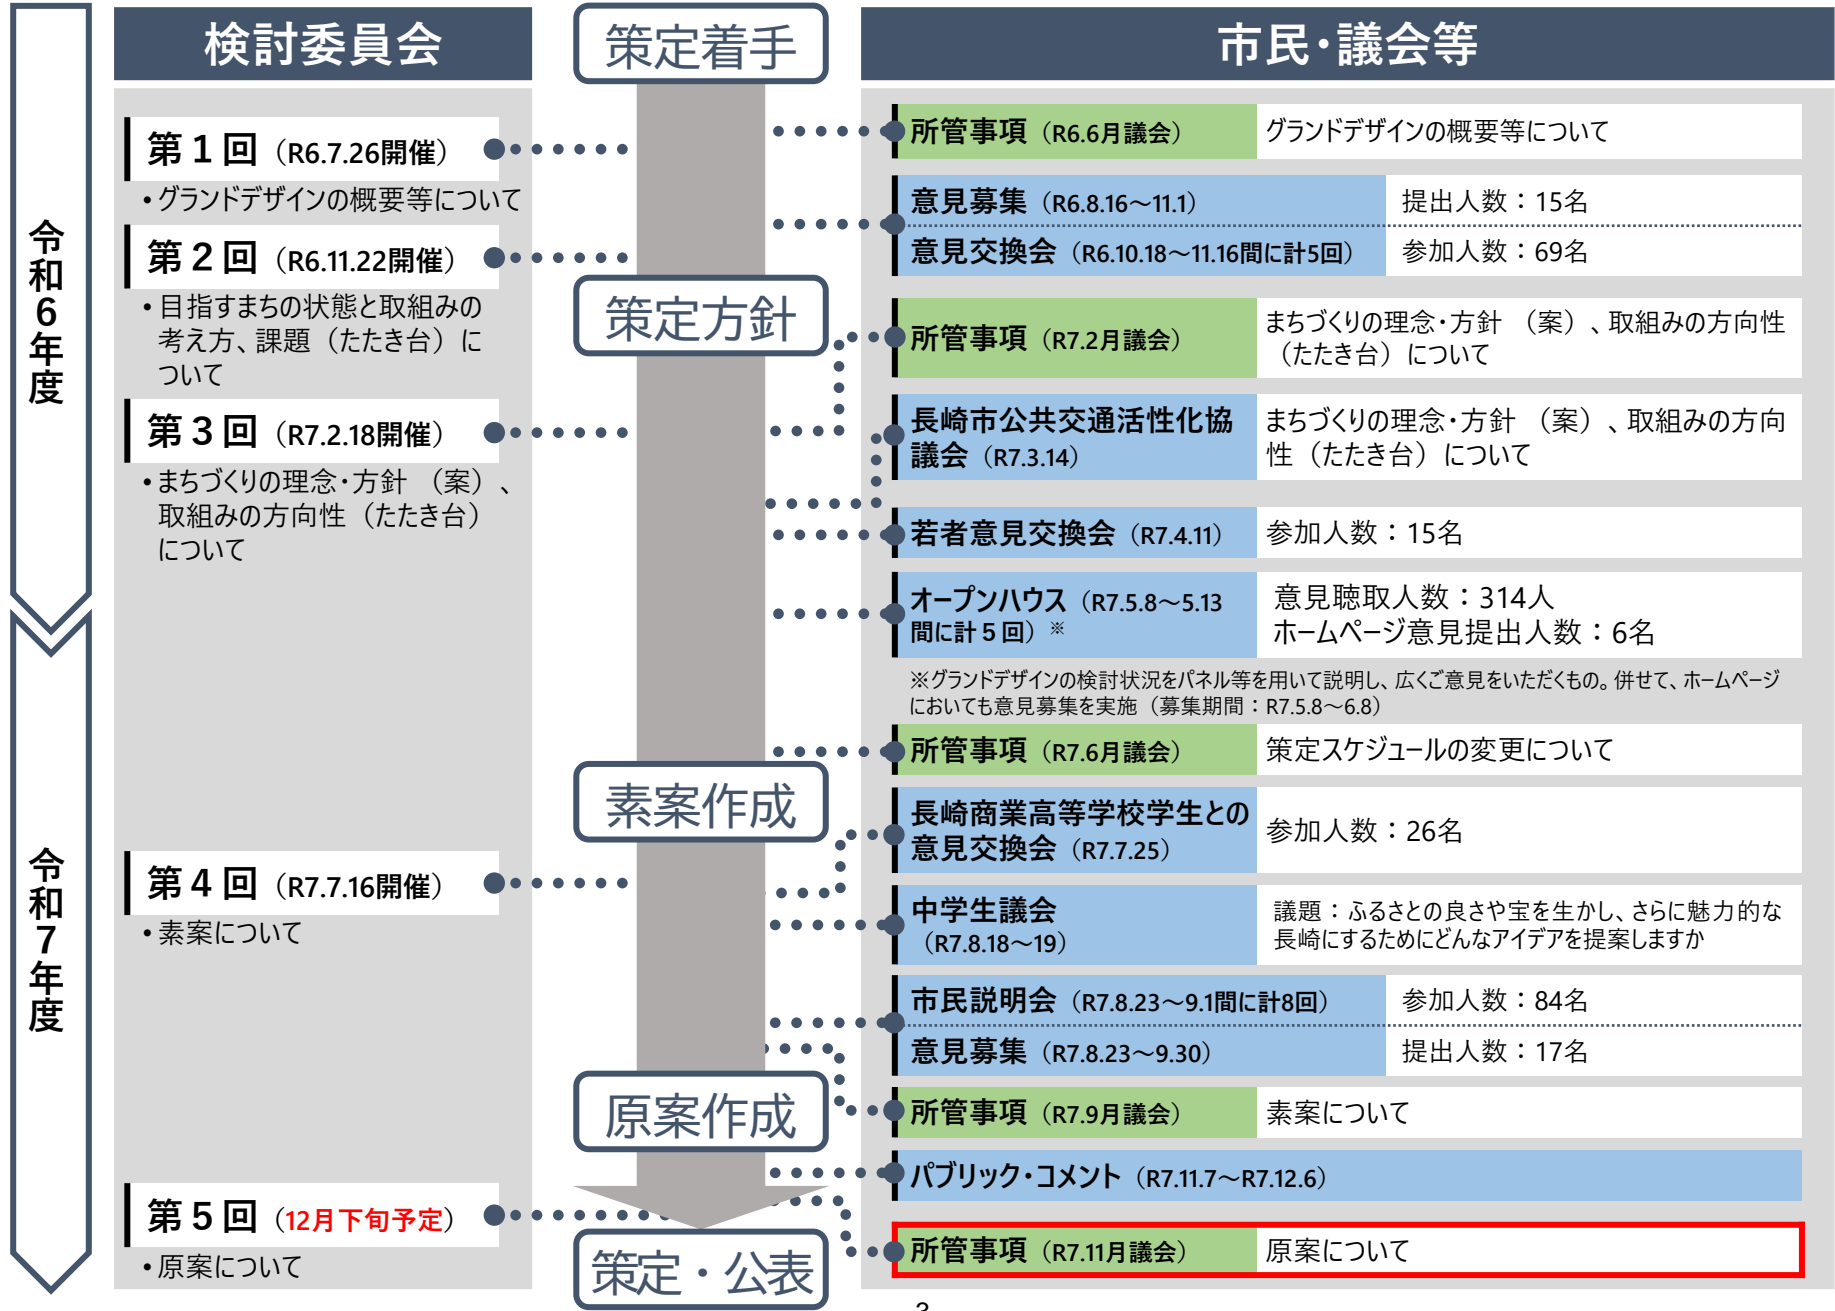 令和6年度
令和7年度
検討委員会
第1回（R6.7.26開催）
・グランドデザインの概要等について
第2回（R6.11.22開催）
・目指すまちの状態と取組みの
考え方、課題（たたき台）に
ついて
第3回（R7.2.18開催）
・まちづくりの理念・方針 （案）、
取組みの方向性（たたき台）
について
第4回（R7.7.16開催）
・素案について
第5回（12月下旬予定）
・原案について
策定着手
策定方針
素案作成
原案作成
策定・公表
市民・議会等
所管事項（R6.6月議会）
グランドデザインの概要等について
意見募集（R6.8.16～11.1）
提出人数：15名
意見交換会（R6.10.18～11.16間に計5回）
参加人数：69名
所管事項（R7.2月議会）
まちづくりの理念・方針 （案）、取組みの方向性
（たたき台）について
長崎市公共交通活性化協
議会（R7.3.14）
まちづくりの理念・方針 （案）、取組みの方向
性（たたき台）について
若者意見交換会（R7.4.11）
参加人数：15名
オープンハウス（R7.5.8～5.13
間に計５回）※
意見聴取人数：314人
ホームページ意見提出人数：6名
※グランドデザインの検討状況をパネル等を用いて説明し、広くご意見をいただくもの。併せて、ホームページ
においても意見募集を実施（募集期間：R7.5.8～6.8）
所管事項（R7.6月議会）
策定スケジュールの変更について
長崎商業高等学校学生との
意見交換会（R7.7.25）
参加人数：26名
中学生議会
（R7.8.18～19）
議題：ふるさとの良さや宝を生かし、さらに魅力的な
長崎にするためにどんなアイデアを提案しますか
市民説明会（R7.8.23～9.1間に計8回）
参加人数：84名
意見募集（R7.8.23～9.30）
提出人数：17名
所管事項（R7.9月議会）
素案について
パブリック・コメント（R7.11.7～R7.12.6）
所管事項（R7.11月議会）
原案について